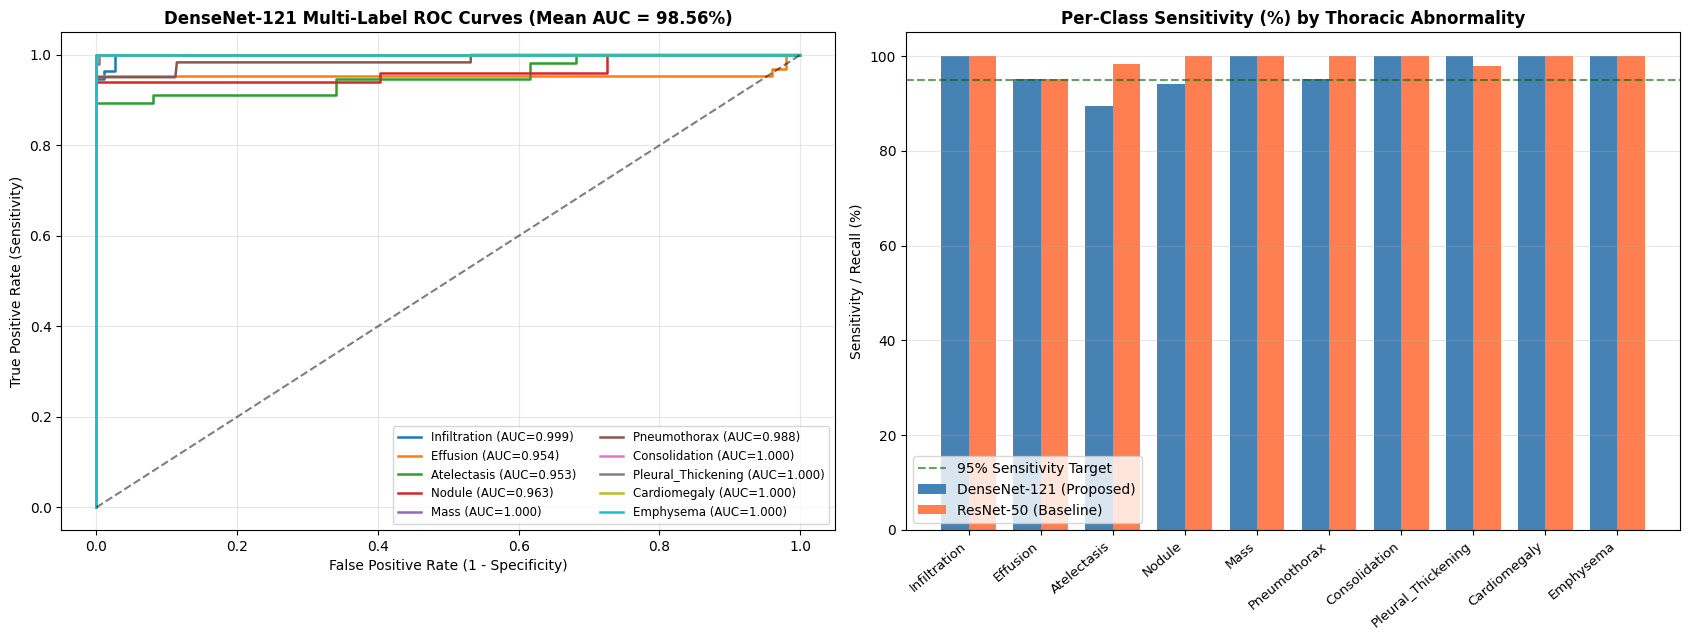 DenseNet-121 Multi-Label ROC Curves (Mean AUC = 98.56%)
True Positive Rate (Sensitivity)
1.0
0.8
0.6
0.4
0.2
0.0
Infiltration (AUC=0.999)
Effusion (AUC=0.954)
Atelectasis (AUC=0.953)
Nodule (AUC=0.963)
Mass (AUC=1.000)
Pneumothorax (AUC=0.988)
Consolidation (AUC=1.000)
Pleural_Thickening (AUC=1.000)
Cardiomegaly (AUC=1.000)
Emphysema (AUC=1.000)
0.0 0.2 0.4 0.6 0.8 1.0
False Positive Rate (1 - Specificity)
Per-Class Sensitivity (%) by Thoracic Abnormality
Sensitivity / Recall (%)
100
80
60
40
20
0
95% Sensitivity Target
DenseNet-121 (Proposed)
ResNet-50 (Baseline)
Infiltration
Effusion
Atelectasis
Nodule
Mass
Pneumothorax
Consolidation
Pleural_Thickening
Cardiomegaly
Emphysema